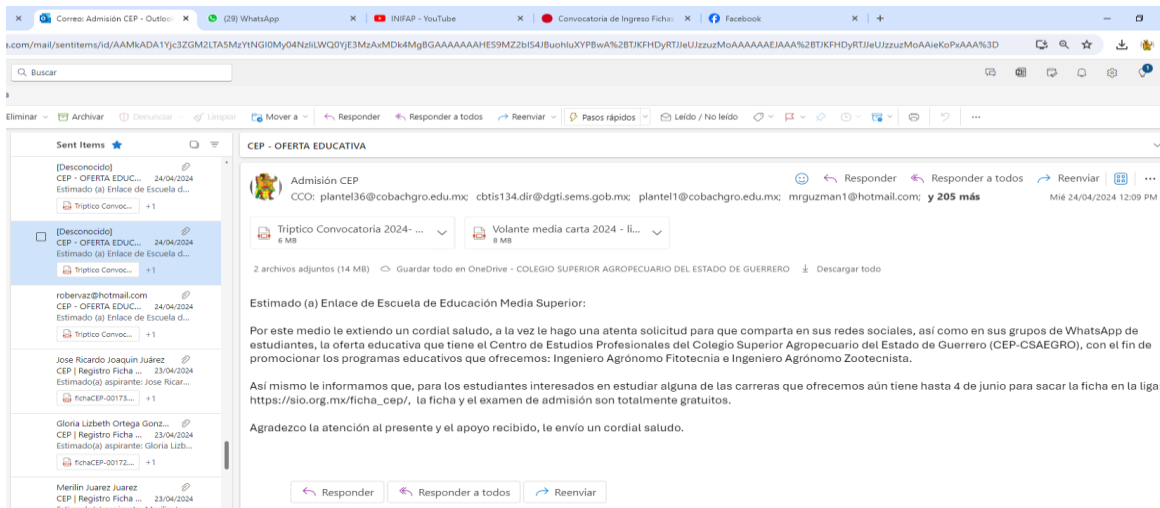 Correo: Admisión CEP - Outloo
(29) WhatsApp
INIFAP - YouTube
Convocatoria de Ingreso Fichas
Facebook
Buscar
Eliminar
Archivar
Denunciar
Limpiar
Mover a
Responder
Responder a todos
Reenviar
Pasos rápidos
Leído / No leído
Sent Items
[Desconocido]
CEP - OFERTA EDUC... 24/04/2024
Estimado (a) Enlace de Escuela d...
Triptico Convoc... +1
[Desconocido]
CEP - OFERTA EDUC... 24/04/2024
Estimado (a) Enlace de Escuela d...
Triptico Convoc... +1
robervaz@hotmail.com
CEP - OFERTA EDUC... 24/04/2024
Estimado (a) Enlace de Escuela d...
Triptico Convoc... +1
Jose Ricardo Joaquin Juárez
CEP | Registro Ficha ... 23/04/2024
Estimado(a) aspirante: Jose Ricar...
fichaCEP-00173.... +1
Gloria Lizbeth Ortega Gonz...
CEP | Registro Ficha ... 23/04/2024
Estimado(a) aspirante: Gloria Lizb...
fichaCEP-00172.... +1
Merilin Juarez Juarez
CEP | Registro Ficha ... 23/04/2024
CEP - OFERTA EDUCATIVA
Admisión CEP
Responder
Responder a todos
Reenviar
CCO: plantel36@cobachgro.edu.mx; cbtis134.dir@dgti.sems.gob.mx; plantel1@cobachgro.edu.mx; mrguzman1@hotmail.com; y 205 más
Mié 24/04/2024 12:09 PM
Triptico Convocatoria 2024- ...
6 MB
Volante media carta 2024 - li...
8 MB
2 archivos adjuntos (14 MB) Guardar todo en OneDrive - COLEGIO SUPERIOR AGROPECUARIO DEL ESTADO DE GUERRERO Descargar todo
Estimado (a) Enlace de Escuela de Educación Media Superior:
Por este medio le extiendo un cordial saludo, a la vez le hago una atenta solicitud para que comparta en sus redes sociales, así como en sus grupos de WhatsApp de
estudiantes, la oferta educativa que tiene el Centro de Estudios Profesionales del Colegio Superior Agropecuario del Estado de Guerrero (CEP-CSAEGRO), con el fin de
promocionar los programas educativos que ofrecemos: Ingeniero Agrónomo Fitotecnia e Ingeniero Agrónomo Zootecnista.
Así mismo le informamos que, para los estudiantes interesados en estudiar alguna de las carreras que ofrecemos aún tiene hasta 4 de junio para sacar la ficha en la liga
https://sio.org.mx/ficha_cep/, la ficha y el examen de admisión son totalmente gratuitos.
Agradezco la atención al presente y el apoyo recibido, le envío un cordial saludo.
Responder
Responder a todos
Reenviar